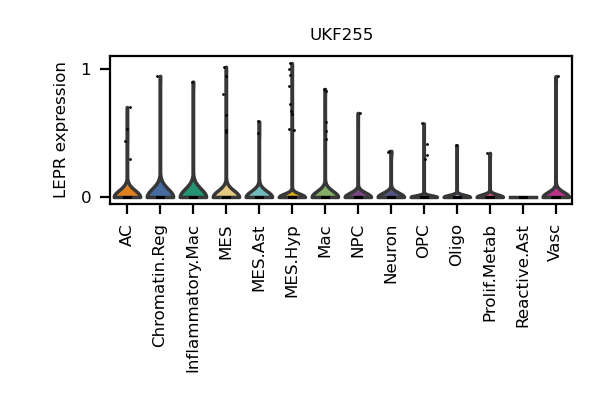 UKF255
LEPR expression
1
0
AC
Chromatin.Reg
Inflammatory.Mac
MES
MES.Ast
MES.Hyp
Mac
NPC
Neuron
OPC
Oligo
Prolif.Metab
Reactive.Ast
Vasc